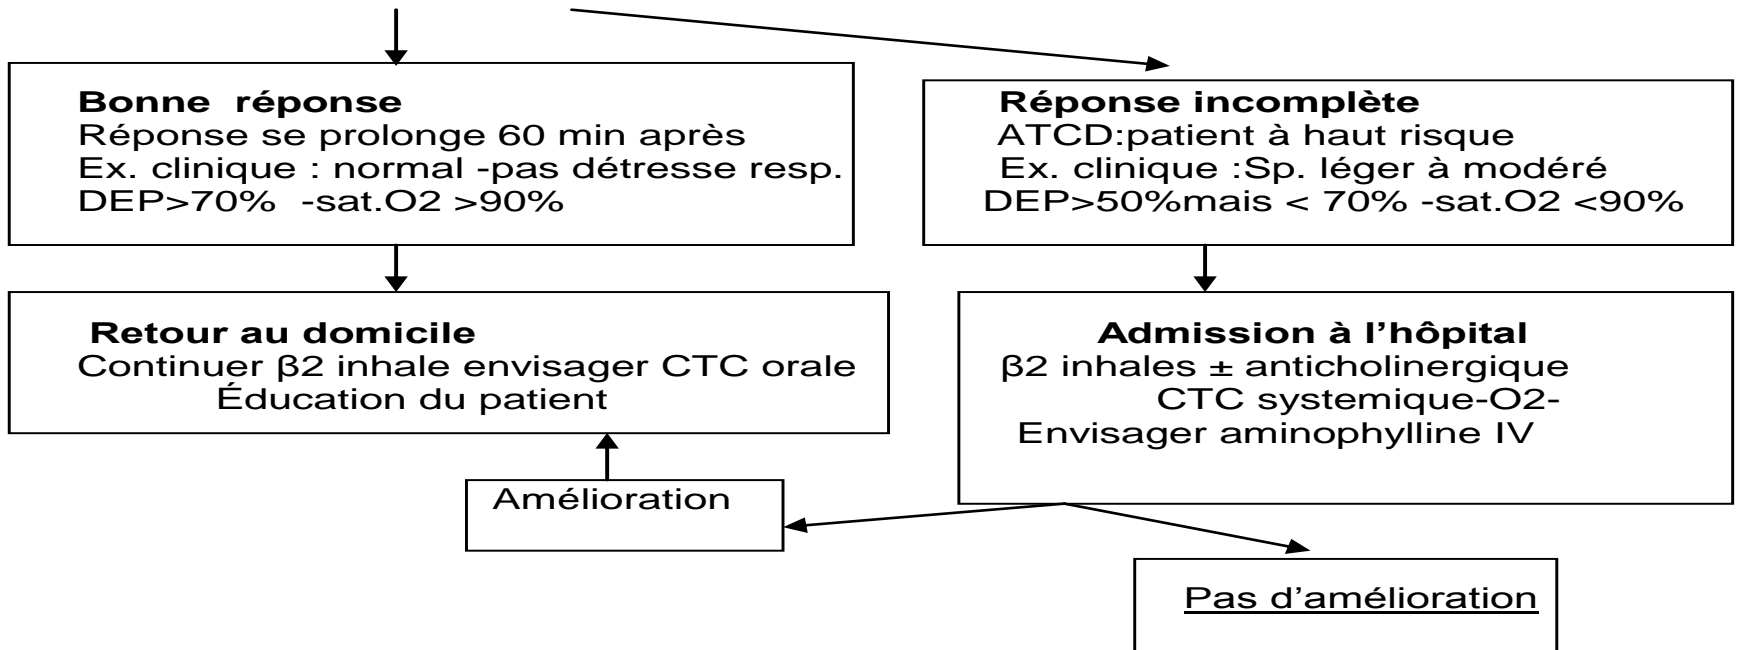 Bonne réponse
Réponse se prolonge 60 min après
Ex. clinique : normal -pas détresse resp.
DEP>70% -sat.O2 >90%
Réponse incomplète
ATCD:patient à haut risque
Ex. clinique :Sp. léger à modéré
DEP>50%mais < 70% -sat.O2 <90%
Retour au domicile
Continuer β2 inhale envisager CTC orale
Éducation du patient
Admission à l’hôpital
β2 inhales ± anticholinergique
CTC systemique-O2-
Envisager aminophylline IV
Amélioration
Pas d’amélioration